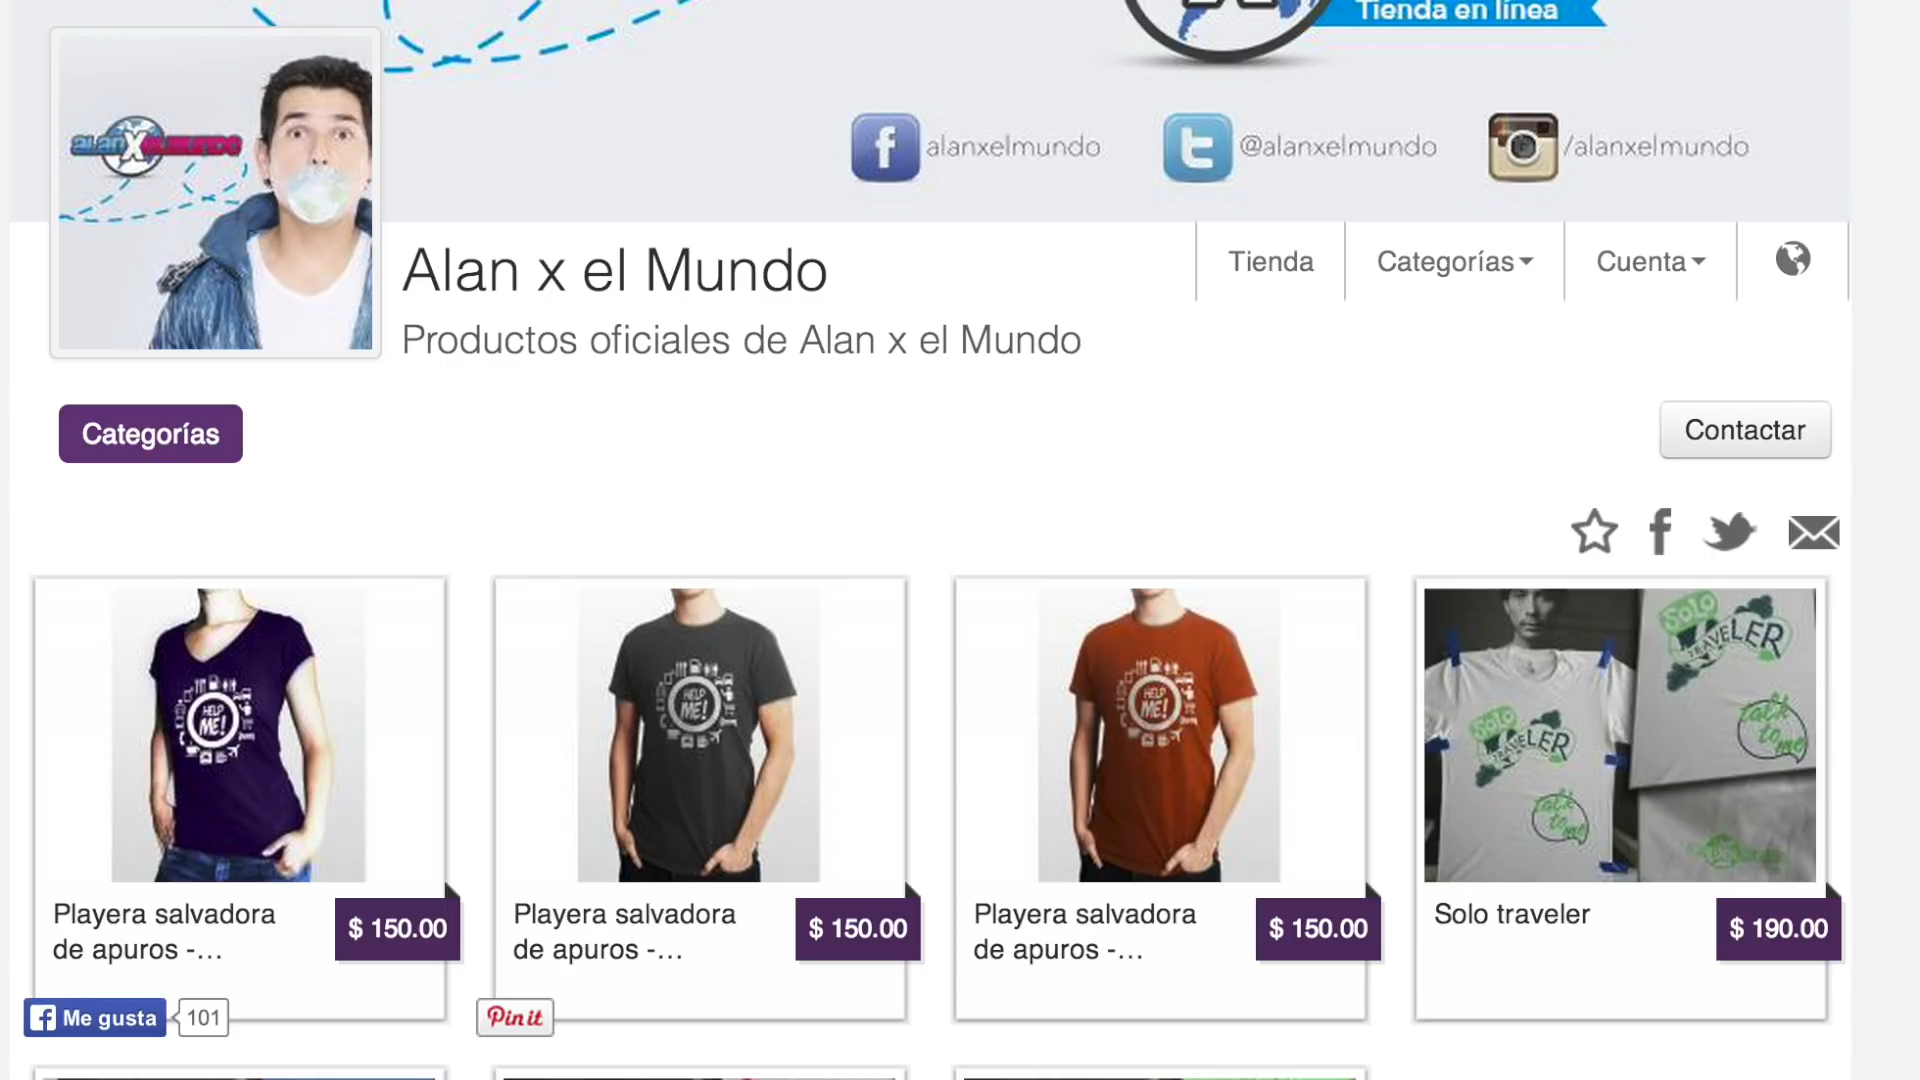 Tienda en línea
alanXelmundo
alanxelmundo
@alanxelmundo
/alanxelmundo
Alan x el Mundo
Productos oficiales de Alan x el Mundo
Tienda
Categorías
Cuenta
Categorías
Contactar
HELP
ME!
HELP
ME!
HELP
ME!
SOLO
TRAVELER
talk
to me
SOLO
TRAVELER
talk
to me
Playera salvadora
de apuros -...
$ 150.00
Playera salvadora
de apuros -...
$ 150.00
Playera salvadora
de apuros -...
$ 150.00
Solo traveler
$ 190.00
Me gusta
101
Pin it